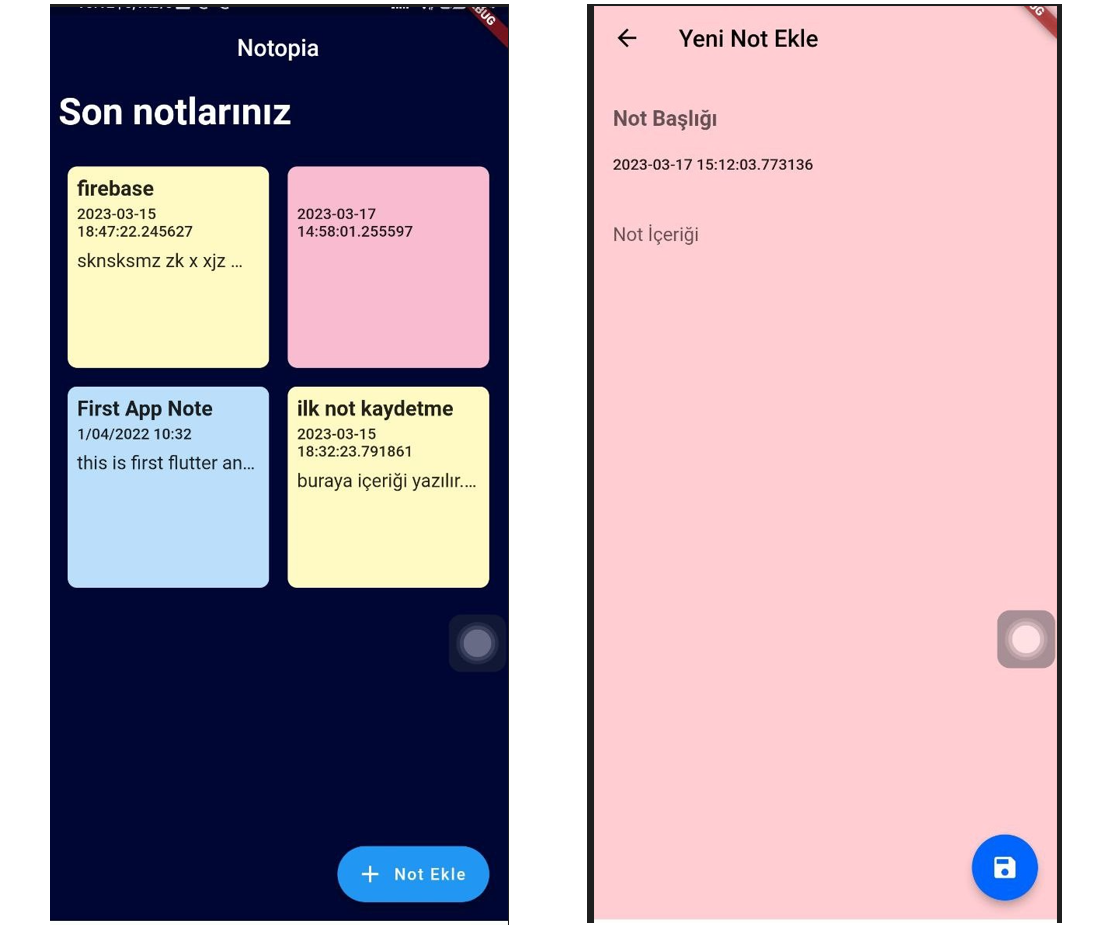 Notopia
Son notlarınız
firebase
2023-03-15
18:47:22.245627
sknsksmz zk x xjz ...
2023-03-17
14:58:01.255597
First App Note
1/04/2022 10:32
this is first flutter an...
ilk not kaydetme
2023-03-15
18:32:23.791861
buraya içeriği yazılır....
Not Ekle
Yeni Not Ekle
Not Başlığı
2023-03-17 15:12:03.773136
Not İçeriği